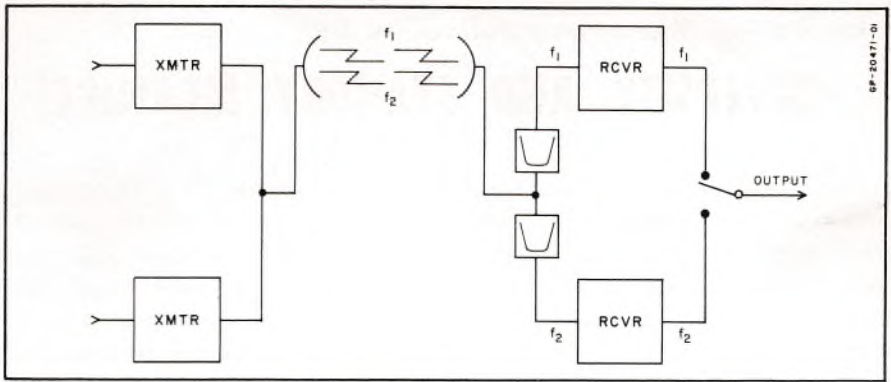 XMTR
f₁
f₂
f₁
RCVR
f₁
GP-20471-01
OUTPUT
XMTR
f₂
RCVR
f₂